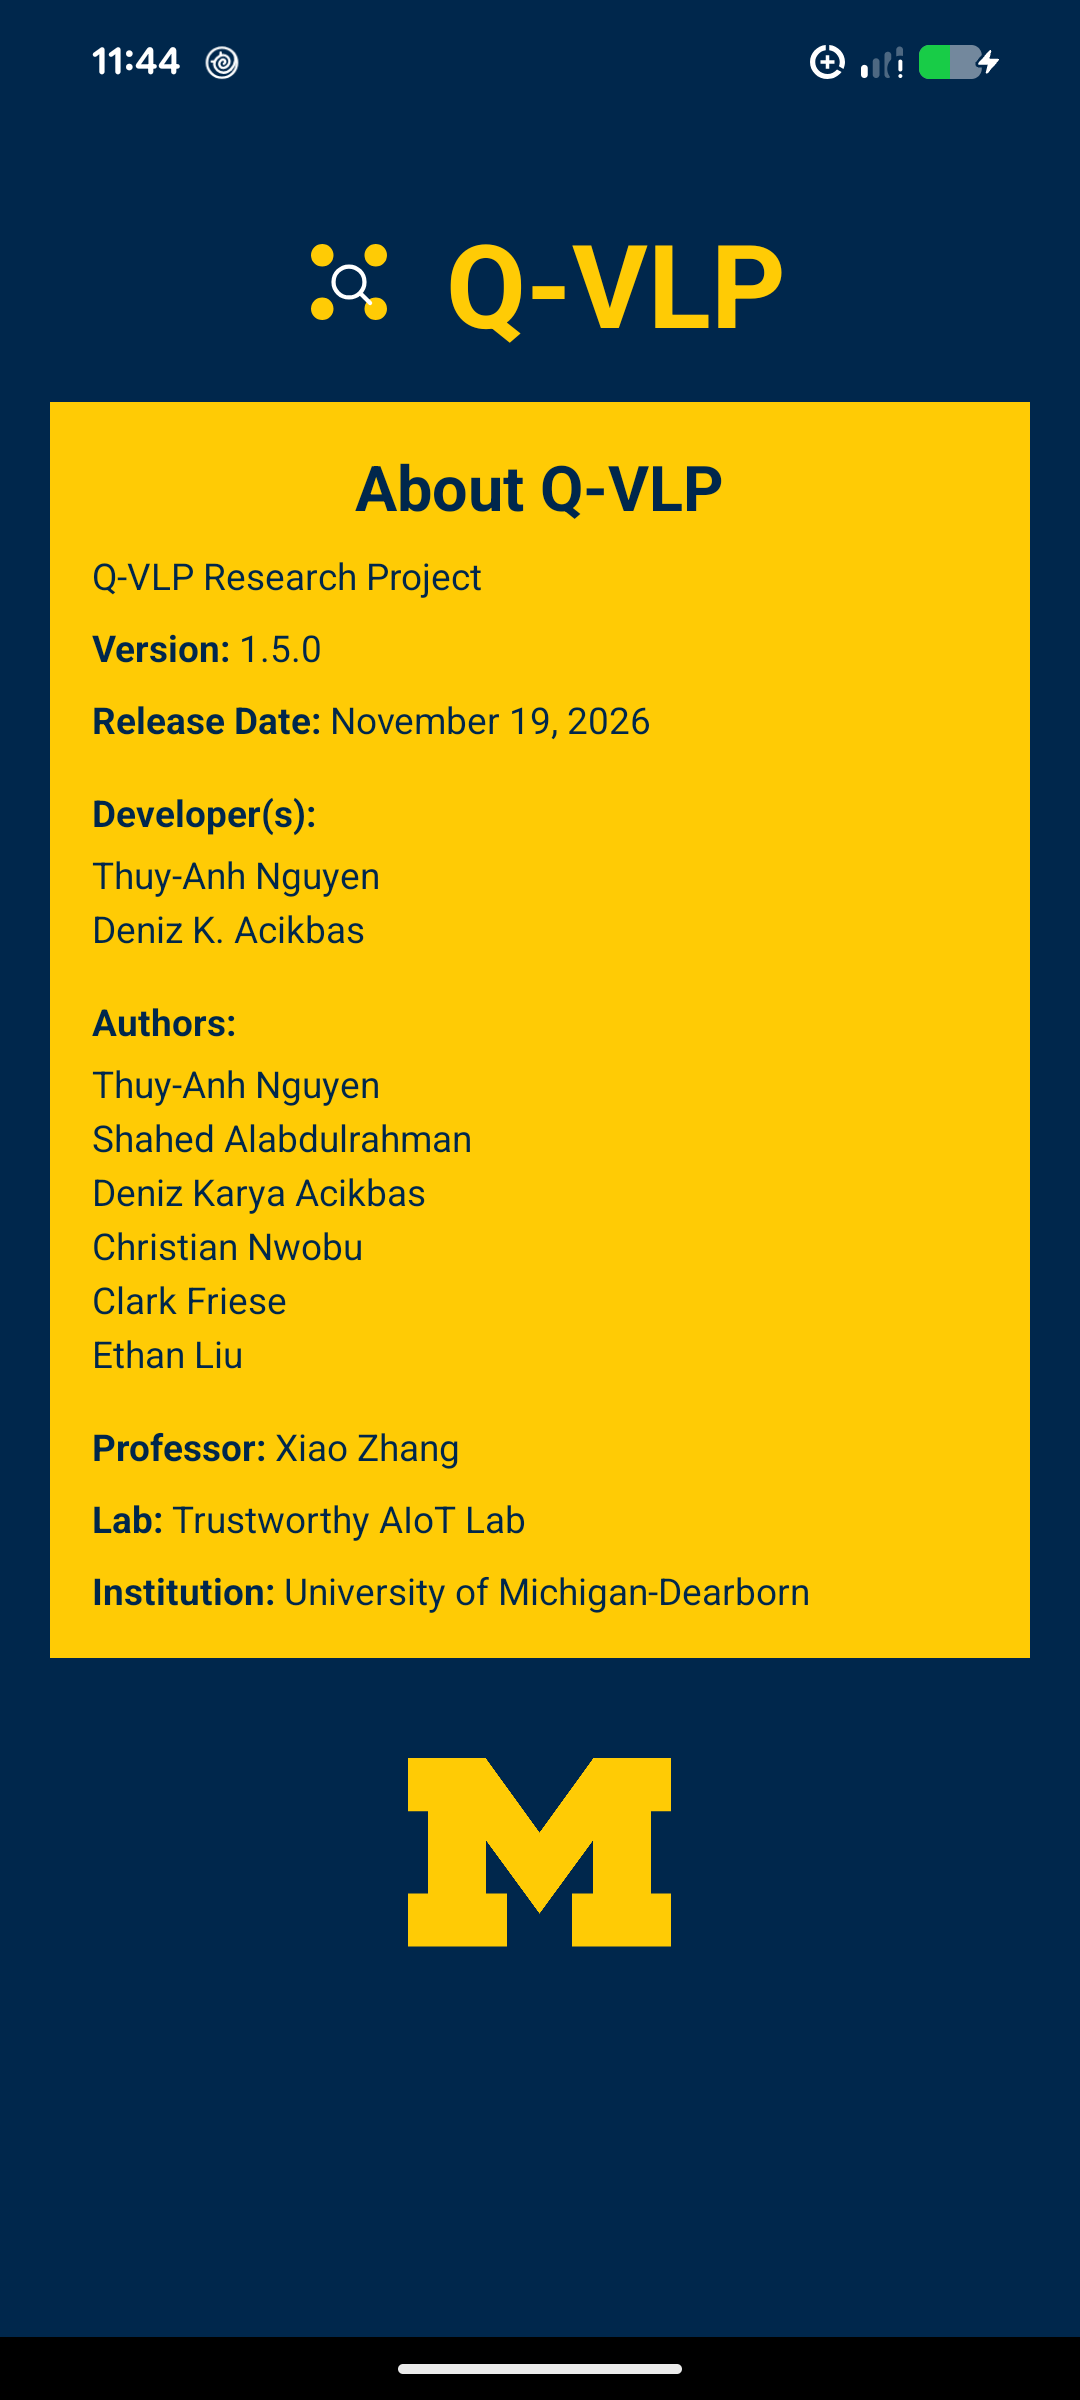 11:44
Q-VLP
About Q-VLP
Q-VLP Research Project
Version: 1.5.0
Release Date: November 19, 2026
Developer(s):
Thuy-Anh Nguyen
Deniz K. Acikbas
Authors:
Thuy-Anh Nguyen
Shahed Alabdulrahman
Deniz Karya Acikbas
Christian Nwobu
Clark Friese
Ethan Liu
Professor: Xiao Zhang
Lab: Trustworthy AIoT Lab
Institution: University of Michigan-Dearborn
M